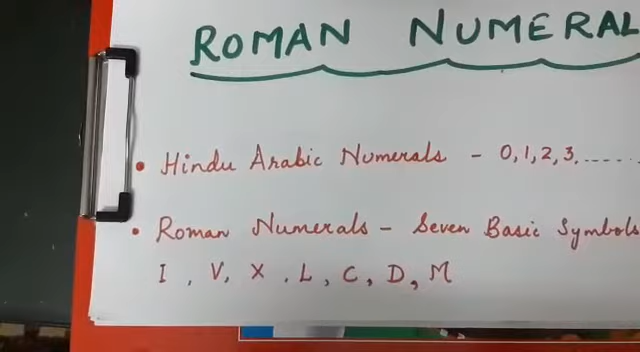 ROMAN NUMERAL
• Hindu Arabic Numerals - 0, 1, 2, 3, .....
• Roman Numerals - Seven Basic Symbols
I , V, X , L , C , D , M